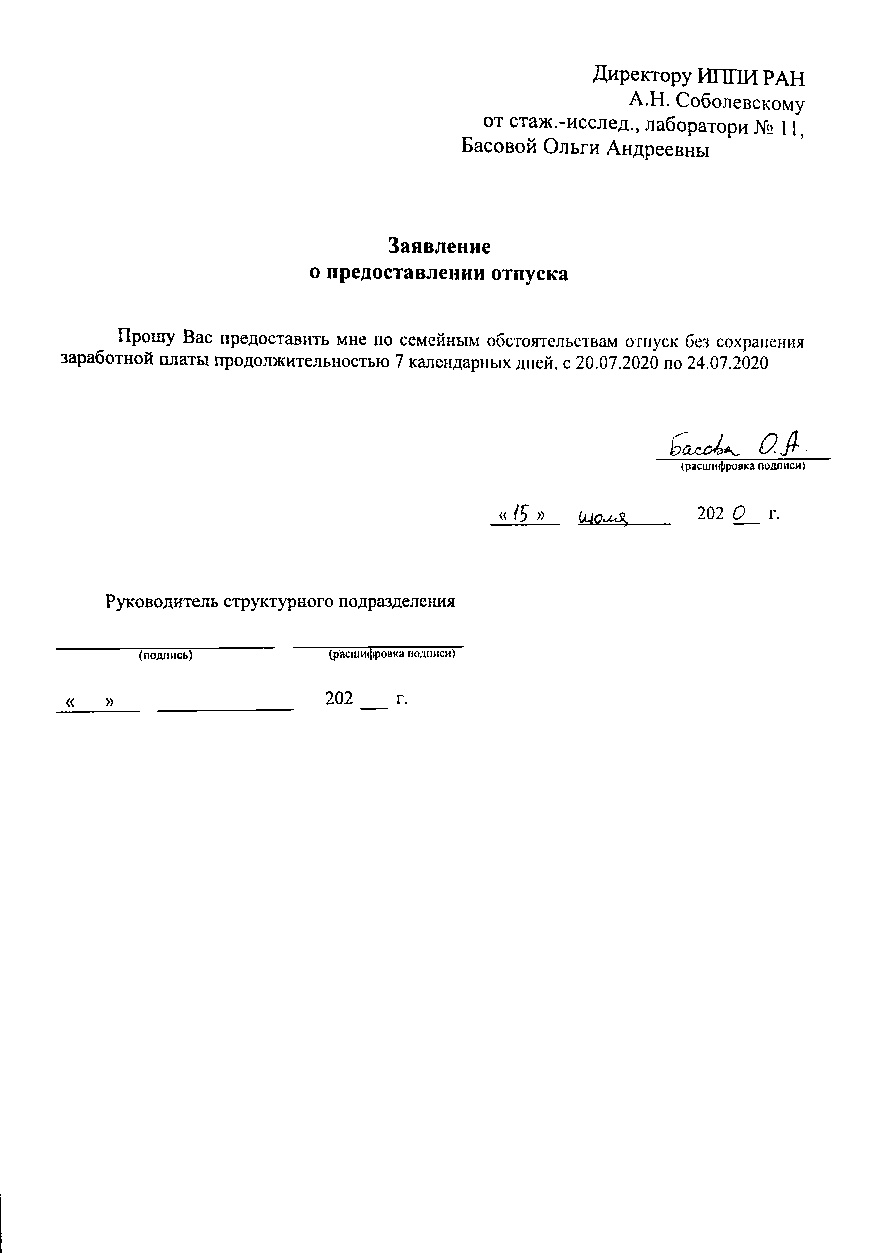 Директору ИППИ РАН
А.Н. Соболевскому
от стаж.-исслед., лаборатори № 11,
Басовой Ольги Андреевны
Заявление
о предоставлении отпуска
Прошу Вас предоставить мне по семейным обстоятельствам отпуск без сохранения
заработной платы продолжительностью 7 календарных дней, с 20.07.2020 по 24.07.2020
Басова О.А.
(расшифровка подписи)
« 15 » июля 2020 г.
Руководитель структурного подразделения
(подпись) (расшифровка подписи)
« » 202 г.